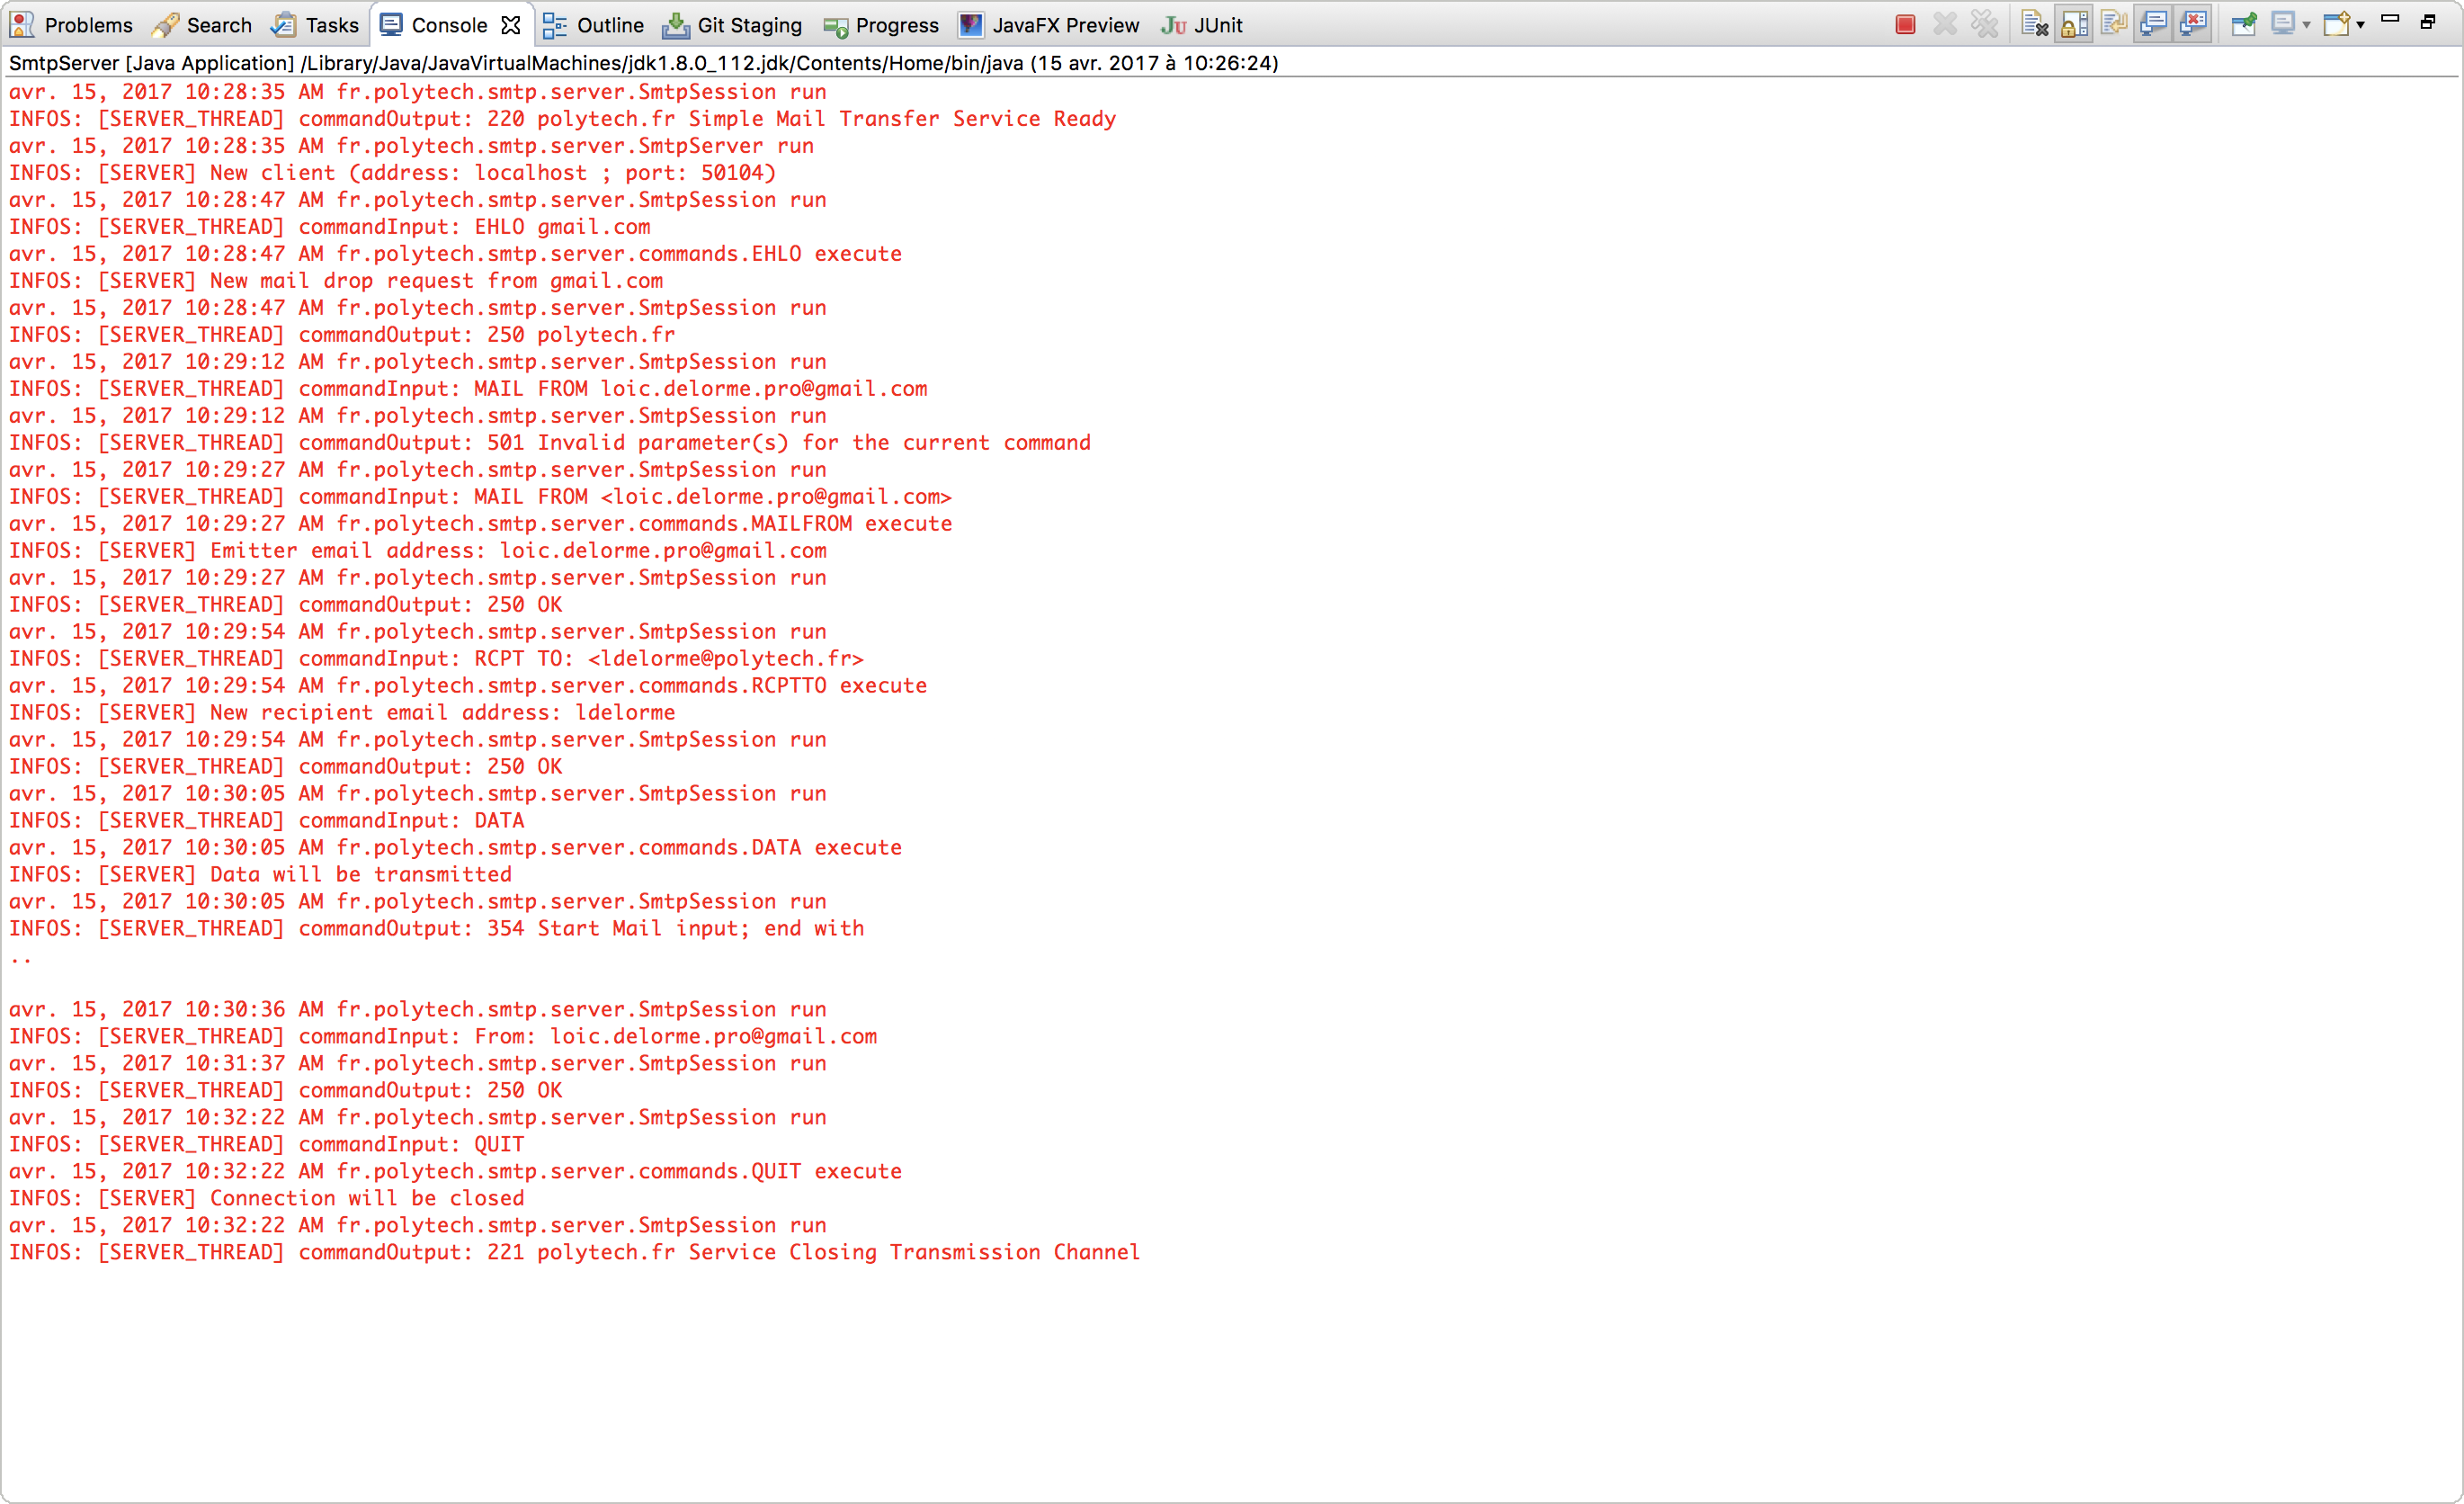 Problems Search Tasks Console Outline Git Staging Progress JavaFX Preview JU JUnit
SmtpServer [Java Application] /Library/Java/JavaVirtualMachines/jdk1.8.0_112.jdk/Contents/Home/bin/java (15 avr. 2017 à 10:26:24)
avr. 15, 2017 10:28:35 AM fr.polytech.smtp.server.SmtpSession run
INFOS: [SERVER_THREAD] commandOutput: 220 polytech.fr Simple Mail Transfer Service Ready
avr. 15, 2017 10:28:35 AM fr.polytech.smtp.server.SmtpServer run
INFOS: [SERVER] New client (address: localhost ; port: 50104)
avr. 15, 2017 10:28:47 AM fr.polytech.smtp.server.SmtpSession run
INFOS: [SERVER_THREAD] commandInput: EHLO gmail.com
avr. 15, 2017 10:28:47 AM fr.polytech.smtp.server.commands.EHLO execute
INFOS: [SERVER] New mail drop request from gmail.com
avr. 15, 2017 10:28:47 AM fr.polytech.smtp.server.SmtpSession run
INFOS: [SERVER_THREAD] commandOutput: 250 polytech.fr
avr. 15, 2017 10:29:12 AM fr.polytech.smtp.server.SmtpSession run
INFOS: [SERVER_THREAD] commandInput: MAIL FROM loic.delorme.pro@gmail.com
avr. 15, 2017 10:29:12 AM fr.polytech.smtp.server.SmtpSession run
INFOS: [SERVER_THREAD] commandOutput: 501 Invalid parameter(s) for the current command
avr. 15, 2017 10:29:27 AM fr.polytech.smtp.server.SmtpSession run
INFOS: [SERVER_THREAD] commandInput: MAIL FROM <loic.delorme.pro@gmail.com>
avr. 15, 2017 10:29:27 AM fr.polytech.smtp.server.commands.MAILFROM execute
INFOS: [SERVER] Emitter email address: loic.delorme.pro@gmail.com
avr. 15, 2017 10:29:27 AM fr.polytech.smtp.server.SmtpSession run
INFOS: [SERVER_THREAD] commandOutput: 250 OK
avr. 15, 2017 10:29:54 AM fr.polytech.smtp.server.SmtpSession run
INFOS: [SERVER_THREAD] commandInput: RCPT TO: <ldelorme@polytech.fr>
avr. 15, 2017 10:29:54 AM fr.polytech.smtp.server.commands.RCPTTO execute
INFOS: [SERVER] New recipient email address: ldelorme
avr. 15, 2017 10:29:54 AM fr.polytech.smtp.server.SmtpSession run
INFOS: [SERVER_THREAD] commandOutput: 250 OK
avr. 15, 2017 10:30:05 AM fr.polytech.smtp.server.SmtpSession run
INFOS: [SERVER_THREAD] commandInput: DATA
avr. 15, 2017 10:30:05 AM fr.polytech.smtp.server.commands.DATA execute
INFOS: [SERVER] Data will be transmitted
avr. 15, 2017 10:30:05 AM fr.polytech.smtp.server.SmtpSession run
INFOS: [SERVER_THREAD] commandOutput: 354 Start Mail input; end with
..
avr. 15, 2017 10:30:36 AM fr.polytech.smtp.server.SmtpSession run
INFOS: [SERVER_THREAD] commandInput: From: loic.delorme.pro@gmail.com
avr. 15, 2017 10:31:37 AM fr.polytech.smtp.server.SmtpSession run
INFOS: [SERVER_THREAD] commandOutput: 250 OK
avr. 15, 2017 10:32:22 AM fr.polytech.smtp.server.SmtpSession run
INFOS: [SERVER_THREAD] commandInput: QUIT
avr. 15, 2017 10:32:22 AM fr.polytech.smtp.server.commands.QUIT execute
INFOS: [SERVER] Connection will be closed
avr. 15, 2017 10:32:22 AM fr.polytech.smtp.server.SmtpSession run
INFOS: [SERVER_THREAD] commandOutput: 221 polytech.fr Service Closing Transmission Channel